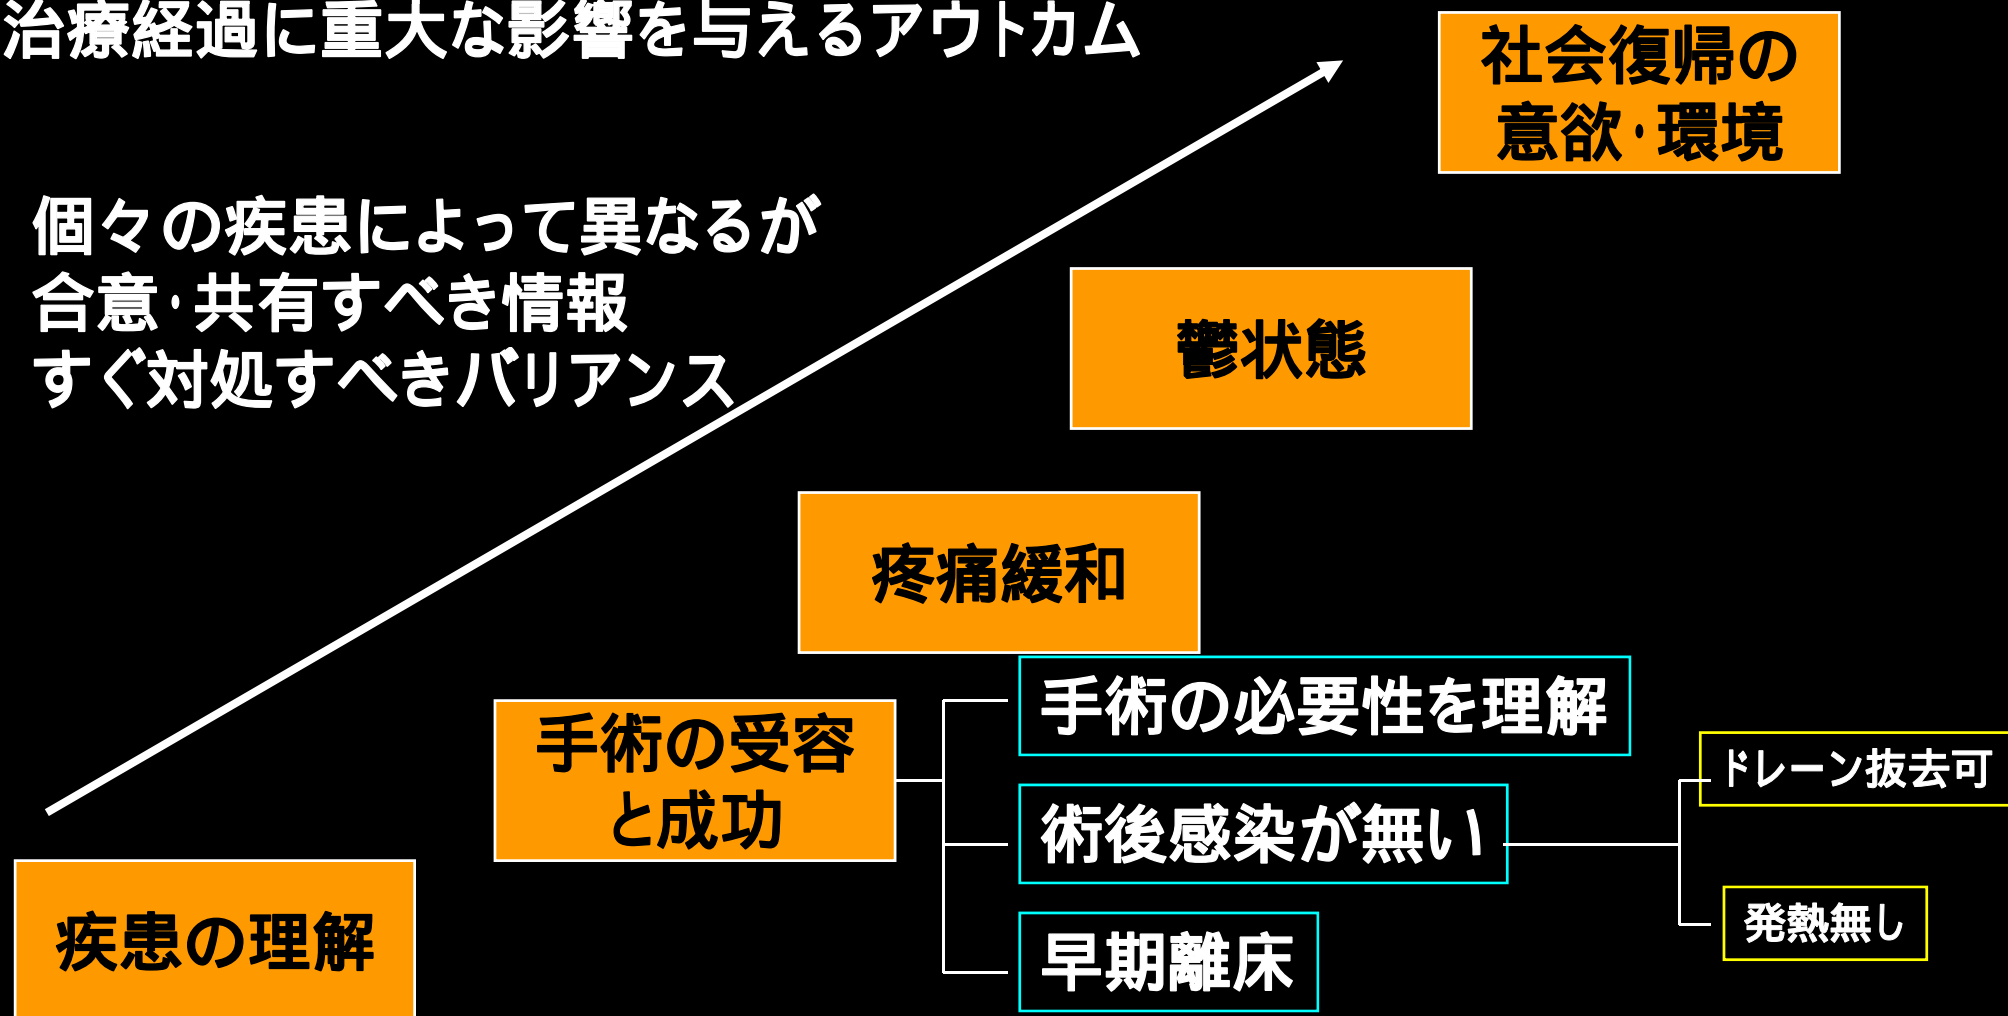 治療経過に重大な影響を与えるアウトカム
個々の疾患によって異なるが
合意・共有すべき情報
すぐ対処すべきバリアンス
社会復帰の
意欲・環境
鬱状態
疼痛緩和
手術の受容
と成功
手術の必要性を理解
術後感染が無い
早期離床
ドレーン抜去可
発熱無し
疾患の理解